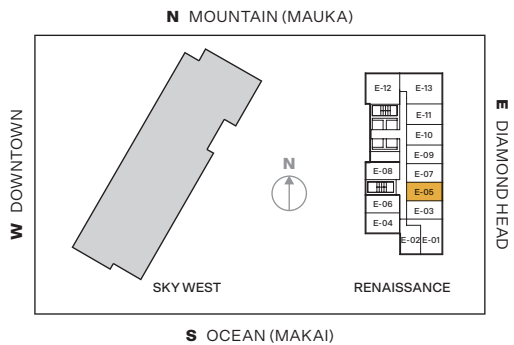 N MOUNTAIN (MAUKA)
W DOWNTOWN
E DIAMOND HEAD
N
E-12 E-13
E-11
E-10
E-09
E-08
E-07
E-05
E-06
E-03
E-04
E-02 E-01
SKY WEST
RENAISSANCE
S OCEAN (MAKAI)